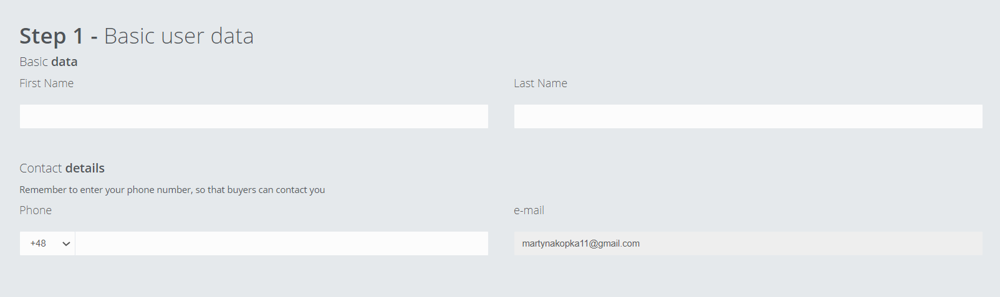 Step 1 - Basic user data
Basic data
First Name
Last Name
Contact details
Remember to enter your phone number, so that buyers can contact you
Phone
e-mail
+48
martynakopka11@gmail.com